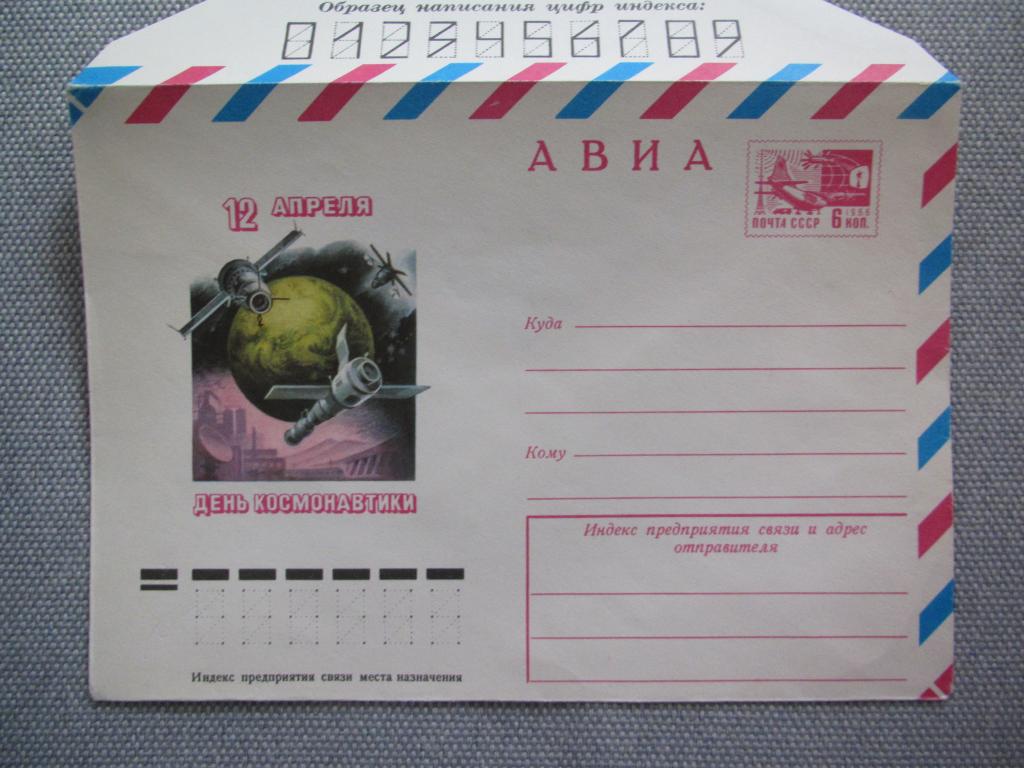 Образец написания цифр индекса:
0123456789
АВИА
1966
ПОЧТА СССР 6 КОП.
12 АПРЕЛЯ
ДЕНЬ КОСМОНАВТИКИ
Куда
Кому
Индекс предприятия связи и адрес
отправителя
Индекс предприятия связи места назначения